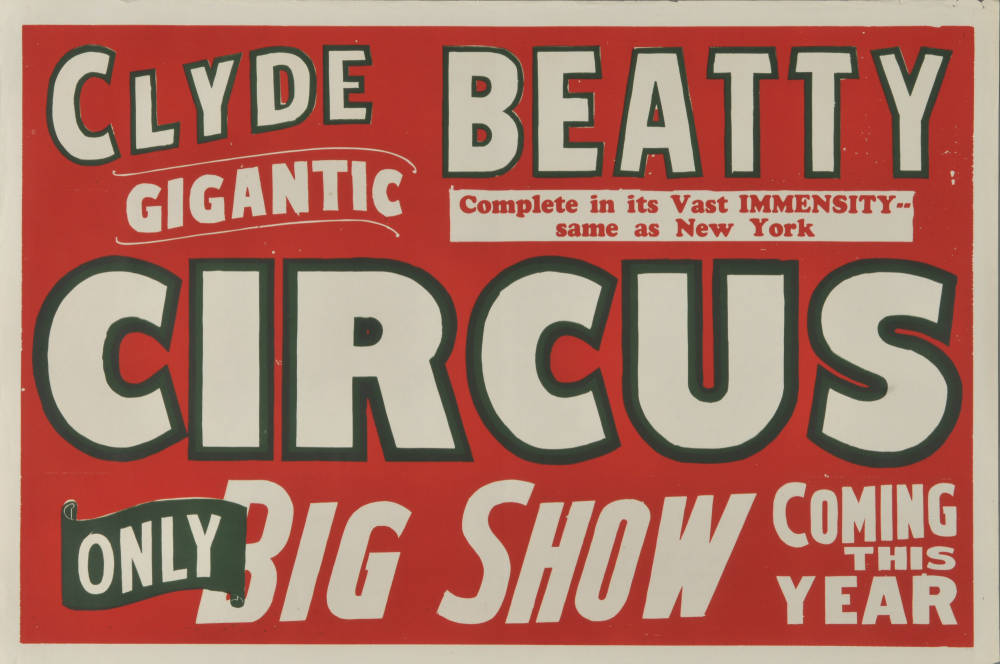 CLYDE BEATTY
GIGANTIC
Complete in its Vast IMMENSITY--
same as New York
CIRCUS
ONLY BIG SHOW
COMING
THIS
YEAR